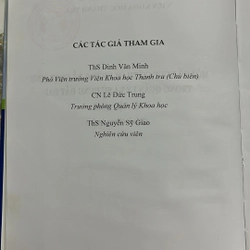 CÁC TÁC GIẢ THAM GIA
ThS Đinh Văn Minh
Phó Viện trưởng Viện Khoa học Thanh tra (Chủ biên)
CN Lê Đức Trung
Trưởng phòng Quản lý Khoa học
ThS Nguyễn Sỹ Giao
Nghiên cứu viên